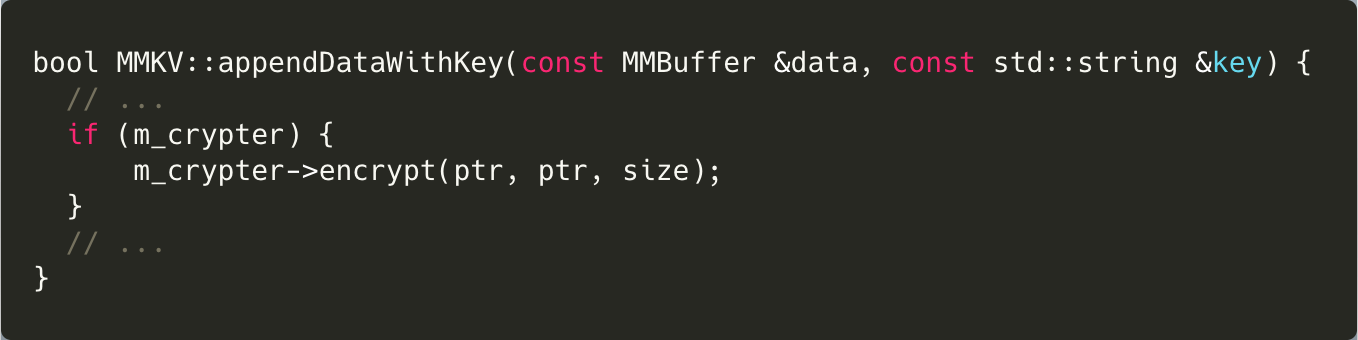 bool MMKV::appendDataWithKey(const MMBuffer &data, const std::string &key) {
  // ...
  if (m_crypter) {
      m_crypter->encrypt(ptr, ptr, size);
  }
  // ...
}